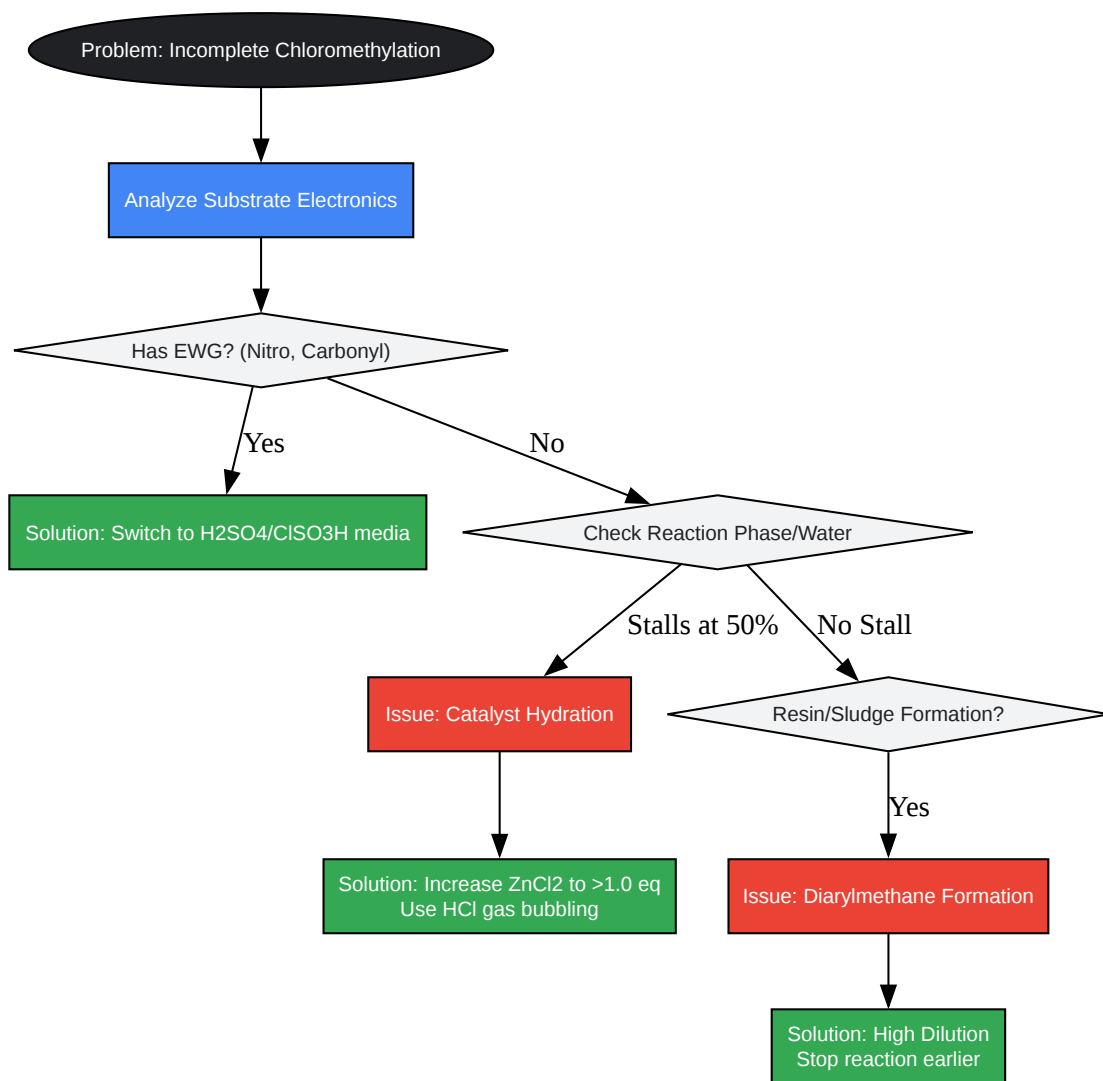 Problem: Incomplete Chloromethylation
Analyze Substrate Electronics
Has EWG? (Nitro, Carbonyl)
Yes
No
Solution: Switch to H2SO4/ClSO3H media
Check Reaction Phase/Water
Stalls at 50%
No Stall
Issue: Catalyst Hydration
Resin/Sludge Formation?
Yes
Solution: Increase ZnCl2 to >1.0 eq
Use HCl gas bubbling
Issue: Diarylmethane Formation
Solution: High Dilution
Stop reaction earlier